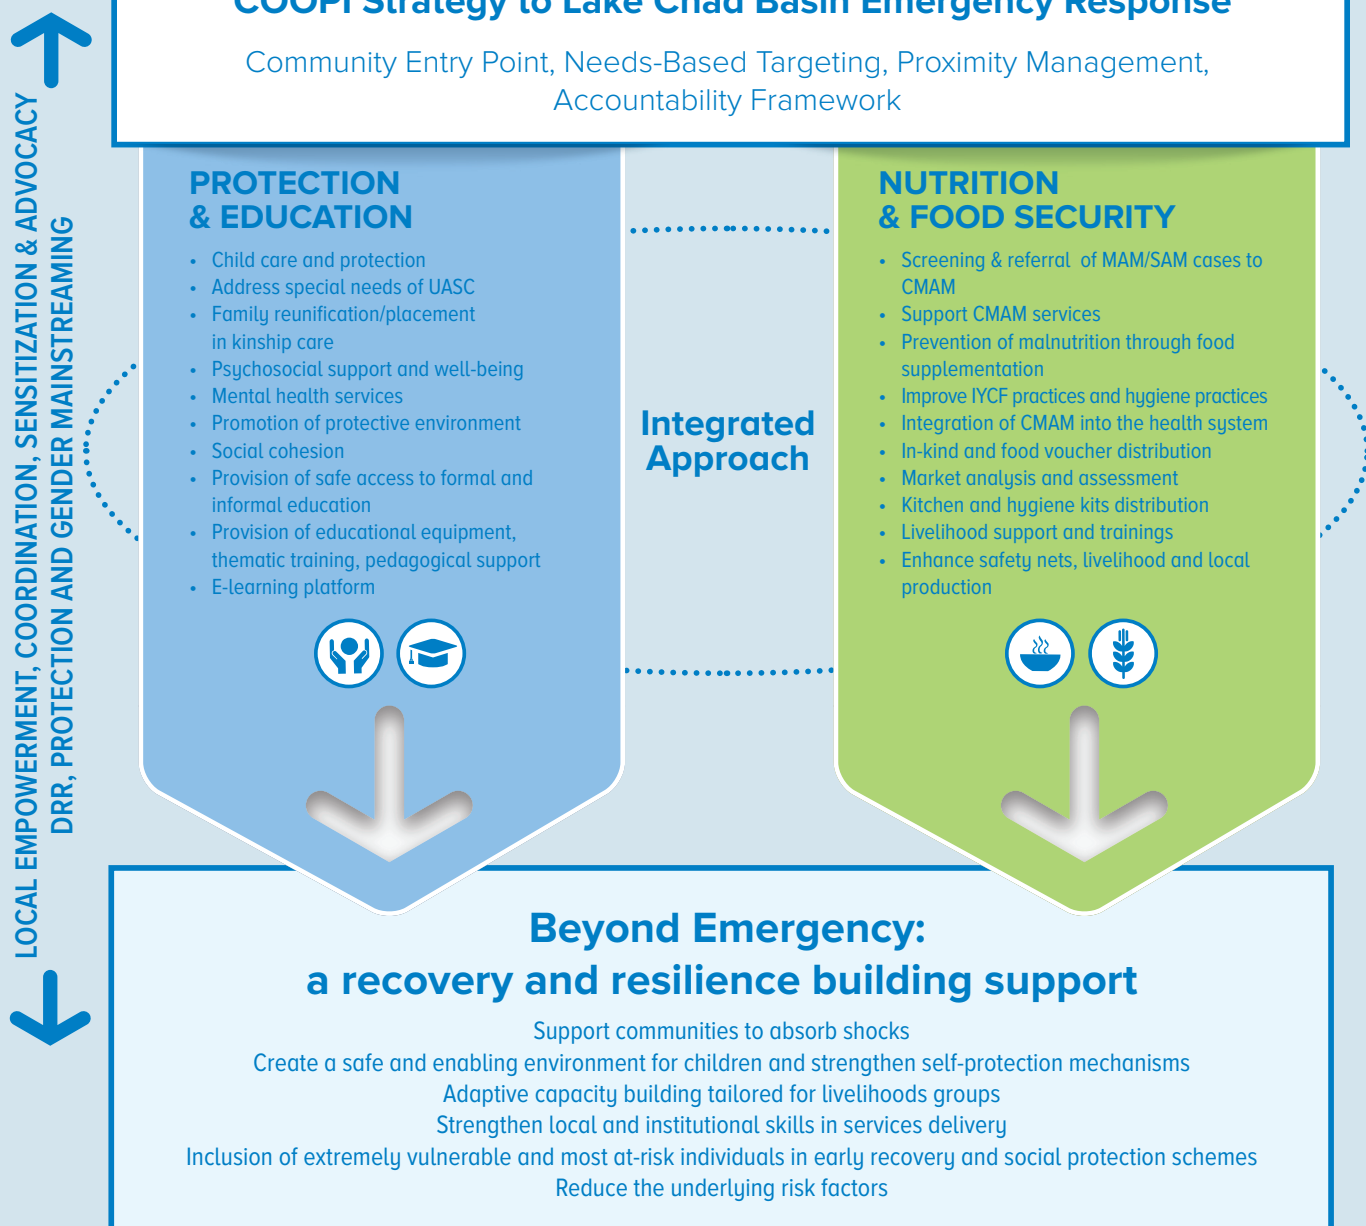 COOPI Strategy to Lake Chad Basin Emergency Response
Community Entry Point, Needs-Based Targeting, Proximity Management,
Accountability Framework
LOCAL EMPOWERMENT, COORDINATION, SENSITIZATION & ADVOCACY
DRR, PROTECTION AND GENDER MAINSTREAMING
PROTECTION
& EDUCATION
• Child care and protection
• Address special needs of UASC
• Family reunification/placement
in kinship care
• Psychosocial support and well-being
• Mental health services
• Promotion of protective environment
• Social cohesion
• Provision of safe access to formal and
informal education
• Provision of educational equipment,
thematic training, pedagogical support
• E-learning platform
Integrated
Approach
NUTRITION
& FOOD SECURITY
• Screening & referral of MAM/SAM cases to
CMAM
• Support CMAM services
• Prevention of malnutrition through food
supplementation
• Improve IYCF practices and hygiene practices
• Integration of CMAM into the health system
• In-kind and food voucher distribution
• Market analysis and assessment
• Kitchen and hygiene kits distribution
• Livelihood support and trainings
• Enhance safety nets, livelihood and local
production
Beyond Emergency:
a recovery and resilience building support
Support communities to absorb shocks
Create a safe and enabling environment for children and strengthen self-protection mechanisms
Adaptive capacity building tailored for livelihoods groups
Strengthen local and institutional skills in services delivery
Inclusion of extremely vulnerable and most at-risk individuals in early recovery and social protection schemes
Reduce the underlying risk factors